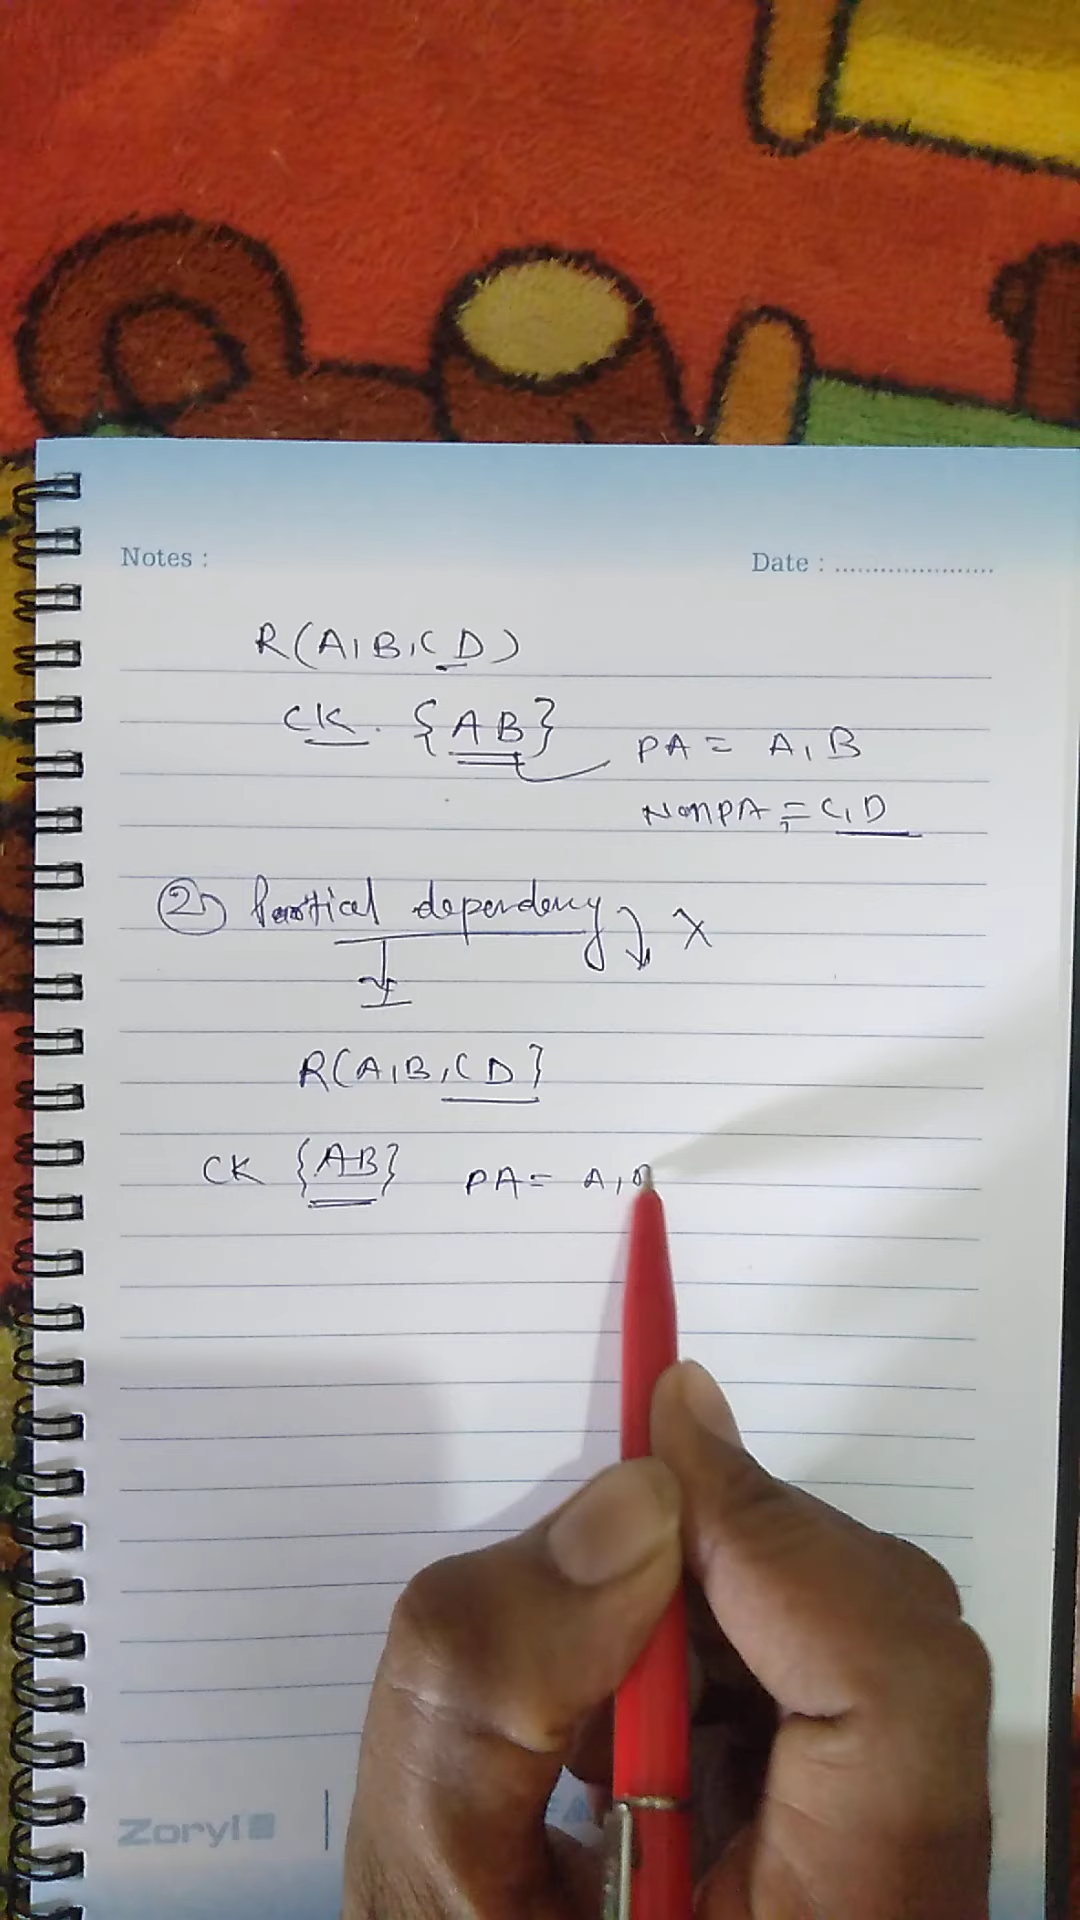 Notes :
Date : ......................
R(A,B,C D)
CK. {AB}
PA = A, B
NonPA = C, D
2) Partial dependency X
R(A,B,C D}
CK {AB} PA = A,
Zoryl